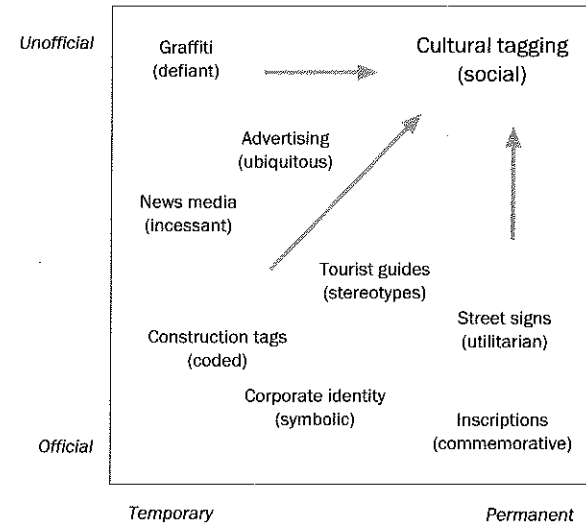 Unofficial
Graffiti
(defiant)
Cultural tagging
(social)
Advertising
(ubiquitous)
News media
(incessant)
Tourist guides
(stereotypes)
Street signs
(utilitarian)
Construction tags
(coded)
Corporate identity
(symbolic)
Inscriptions
(commemorative)
Official
Temporary
Permanent